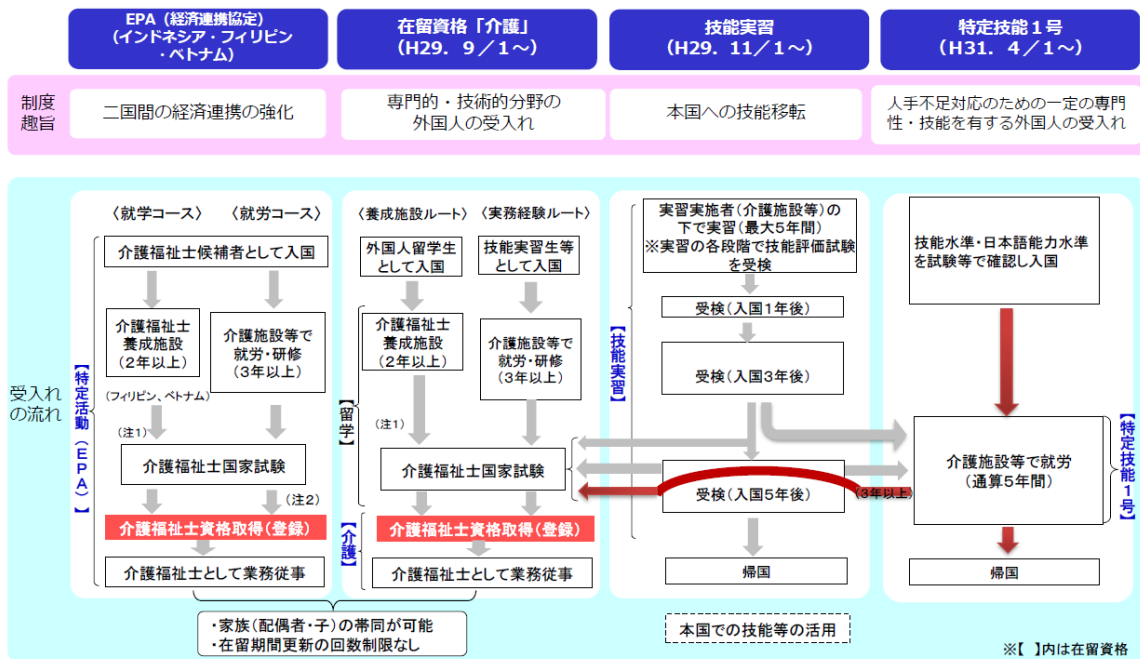 EPA(経済連携協定)
(インドネシア・フィリピン
・ベトナム)
在留資格「介護」
(H29．9／1～)
技能実習
(H29．11／1～)
特定技能1号
(H31．4／1～)
制度
趣旨
二国間の経済連携の強化
専門的・技術的分野の
外国人の受入れ
本国への技能移転
人手不足対応のための一定の専門
性・技能を有する外国人の受入れ
受入れ
の流れ
【特定活動(EPA)】
〈就学コース〉
〈就労コース〉
介護福祉士候補者として入国
介護福祉士
養成施設
(2年以上)
介護施設等で
就労・研修
(3年以上)
(フィリピン、ベトナム)
(注1)
介護福祉士国家試験
(注2)
介護福祉士資格取得(登録)
介護福祉士として業務従事
〈養成施設ルート〉
〈実務経験ルート〉
外国人留学生
として入国
技能実習生等
として入国
【留学】
介護福祉士
養成施設
(2年以上)
介護施設等で
就労・研修
(3年以上)
(注1)
介護福祉士国家試験
【介護】
介護福祉士資格取得(登録)
介護福祉士として業務従事
・家族(配偶者・子)の帯同が可能
・在留期間更新の回数制限なし
【技能実習】
実習実施者(介護施設等)の
下で実習(最大5年間)
※実習の各段階で技能評価試験
を受検
受検(入国1年後)
受検(入国3年後)
受検(入国5年後)
帰国
本国での技能等の活用
技能水準・日本語能力水準
を試験等で確認し入国
介護施設等で就労
(通算5年間)
(3年以上)
【特定技能1号】
帰国
※【 】内は在留資格